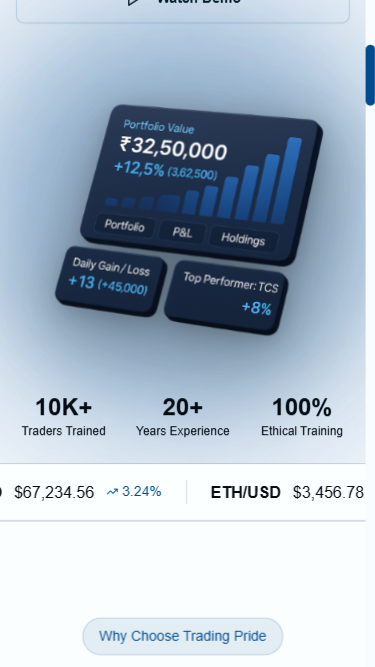 Watch Demo
Portfolio Value
₹32,50,000
+12,5% (3,62,500)
Portfolio P&L Holdings
Daily Gain/Loss
+13 (+45,000)
Top Performer: TCS
+8%
10K+ 20+ 100%
Traders Trained Years Experience Ethical Training
$67,234.56 3.24% ETH/USD $3,456.78
Why Choose Trading Pride